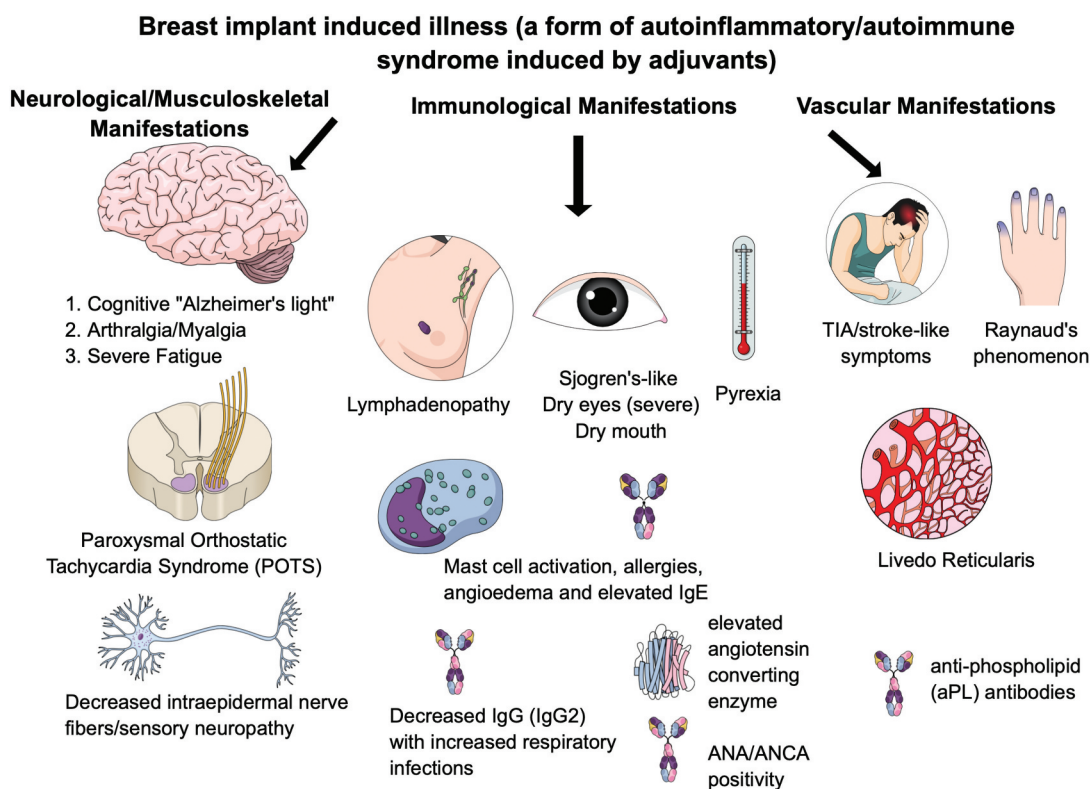 Breast implant induced illness (a form of autoinflammatory/autoimmune
syndrome induced by adjuvants)
Neurological/Musculoskeletal
Manifestations
1. Cognitive "Alzheimer's light"
2. Arthralgia/Myalgia
3. Severe Fatigue
Paroxysmal Orthostatic
Tachycardia Syndrome (POTS)
Decreased intraepidermal nerve
fibers/sensory neuropathy
Immunological Manifestations
Lymphadenopathy
Sjogren's-like
Dry eyes (severe)
Dry mouth
Pyrexia
Mast cell activation, allergies,
angioedema and elevated IgE
Decreased IgG (IgG2)
with increased respiratory
infections
elevated
angiotensin
converting
enzyme
ANA/ANCA
positivity
Vascular Manifestations
TIA/stroke-like
symptoms
Raynaud's
phenomenon
Livedo Reticularis
anti-phospholipid
(aPL) antibodies